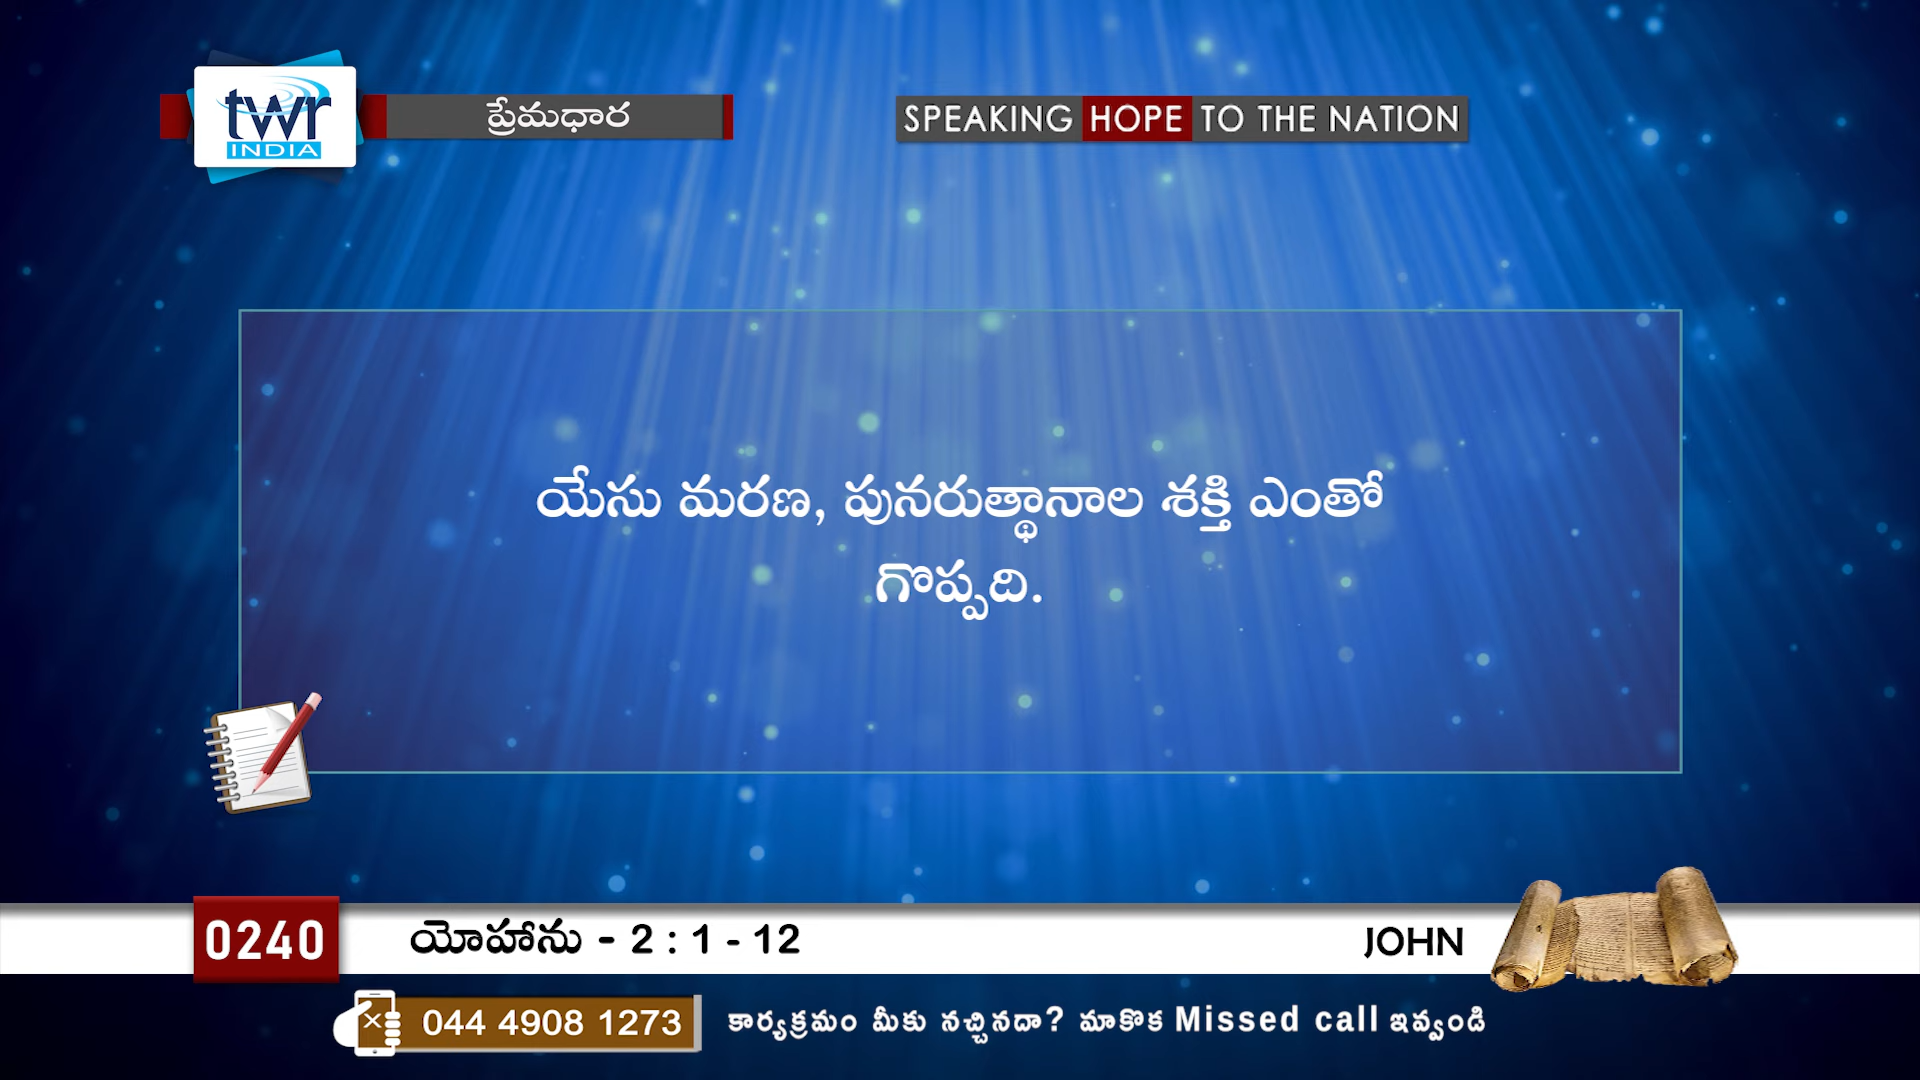 twr
INDIA
ప్రేమధార
SPEAKING HOPE TO THE NATION
యేసు మరణ, పునరుత్థానాల శక్తి ఎంతో
గొప్పది.
0240
యోహాను - 2 : 1 - 12
JOHN
044 4908 1273
కార్యక్రమం మీకు నచ్చినదా? మాకొక Missed call ఇవ్వండి